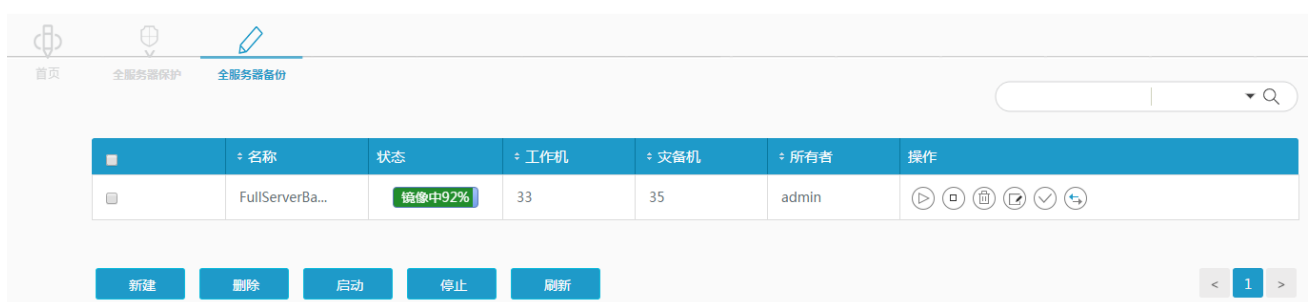 首页 全服务器保护 全服务器备份
名称 状态 工作机 灾备机 所有者 操作
FullServerBa... 镜像中92% 33 35 admin
新建 删除 启动 停止 刷新 < 1 >